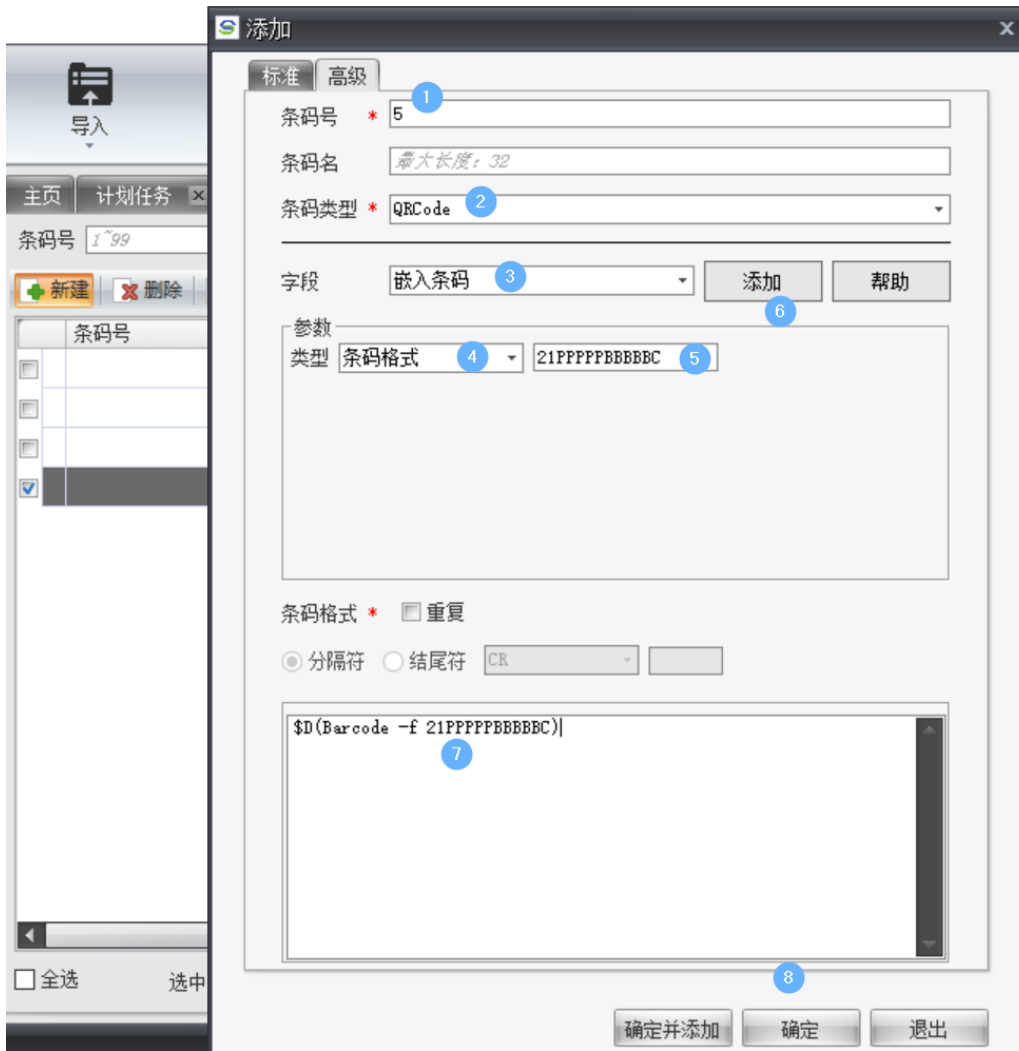 添加
x
导入
标准
高级
1
条码号 * 5
条码名 最大长度: 32
条码类型 * QRCode 2
主页
计划任务
条码号 1~99
新建
删除
条码号
字段 嵌入条码 3 添加 帮助
6
参数
类型 条码格式 4 21PPPPPBBBBBC 5
条码格式 * 重复
分隔符 结尾符 CR
$D(Barcode -f 21PPPPPBBBBBC)
7
全选 选中
8
确定并添加 确定 退出